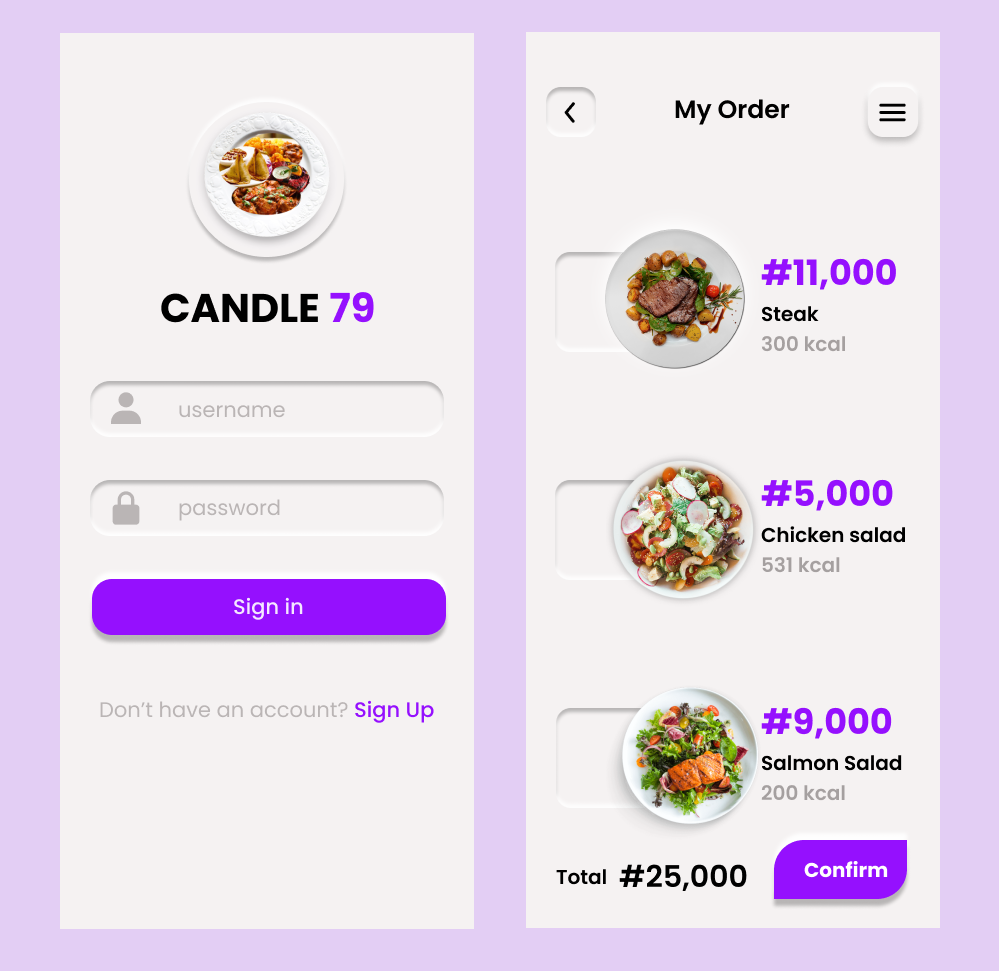 CANDLE 79
username
password
Sign in
Don’t have an account? Sign Up
My Order
#11,000
Steak
300 kcal
#5,000
Chicken salad
531 kcal
#9,000
Salmon Salad
200 kcal
Total #25,000
Confirm